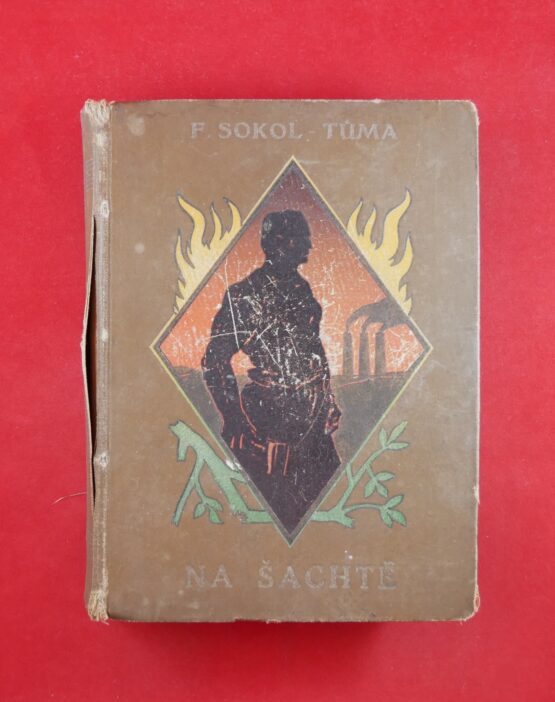 F. SOKOL - TŮMA
NA ŠACHTĚ